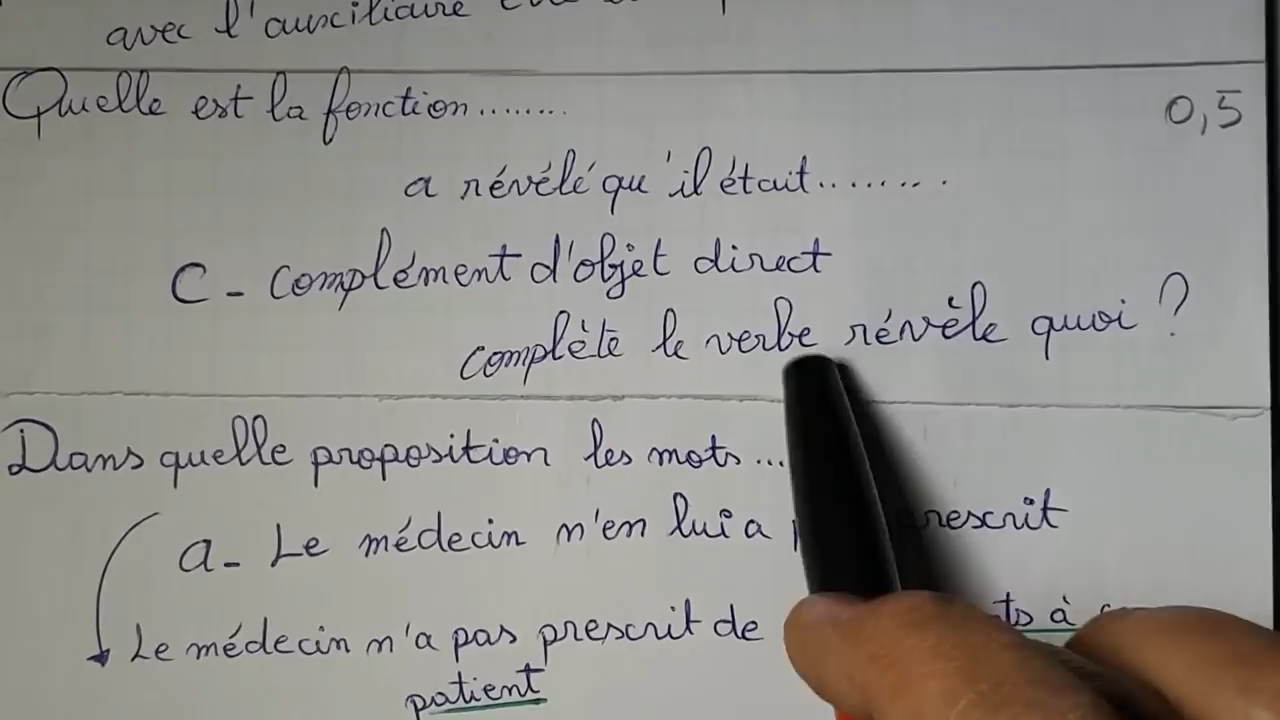 avec l'auxiliaire
Quelle est la fonction........ 0,5
a révélé qu'il était........
C - complément d'objet direct
complète le verbe révèle quoi ?
Dans quelle proposition les mots...
a - Le médecin n'en lui a prescrit
Le médecin n'a pas prescrit de à
patient